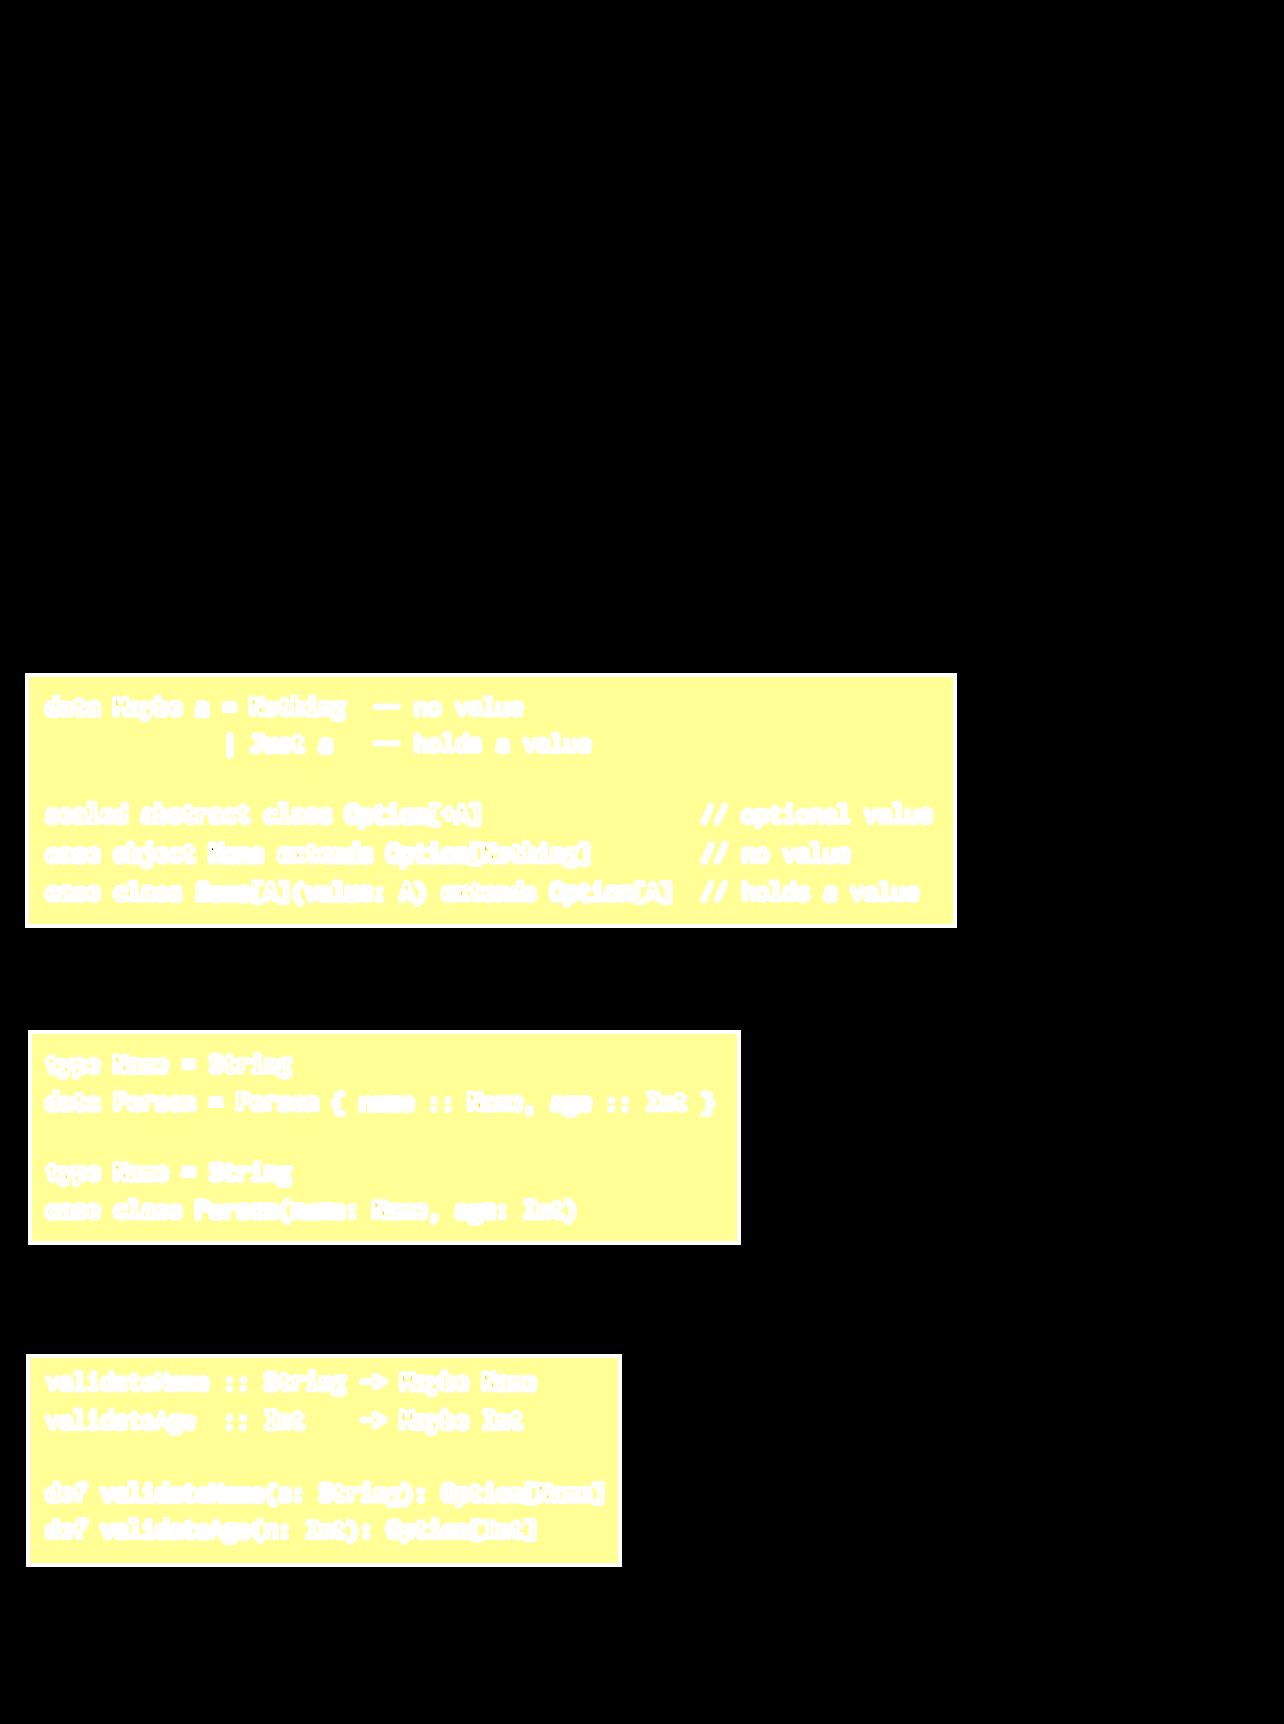 data Maybe a = Nothing  -- no value
             | Just a   -- holds a value
sealed abstract class Option[+A]                // optional value
case object None extends Option[Nothing]        // no value
case class Some[A](value: A) extends Option[A]  // holds a value
type Name = String
data Person = Person { name :: Name, age :: Int }
type Name = String
case class Person(name: Name, age: Int)
validateName :: String -> Maybe Name
validateAge  :: Int    -> Maybe Int
def validateName(s: String): Option[Name]
def validateAge(n: Int): Option[Int]